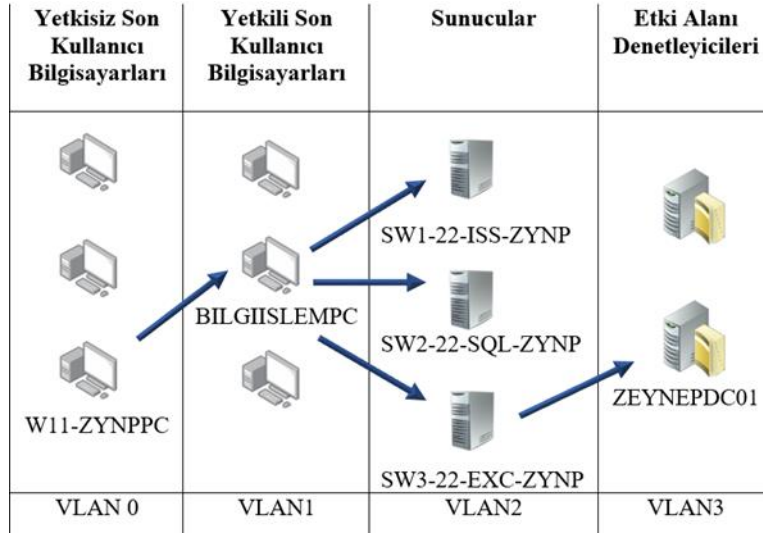 Yetkisiz Son
Kullanıcı
Bilgisayarları
Yetkili Son
Kullanıcı
Bilgisayarları
Sunucular
Etki Alanı
Denetleyicileri
SW1-22-ISS-ZYNP
BILGIISLEMPC
SW2-22-SQL-ZYNP
W11-ZYNPPC
ZEYNEPDC01
SW3-22-EXC-ZYNP
VLAN 0
VLAN1
VLAN2
VLAN3